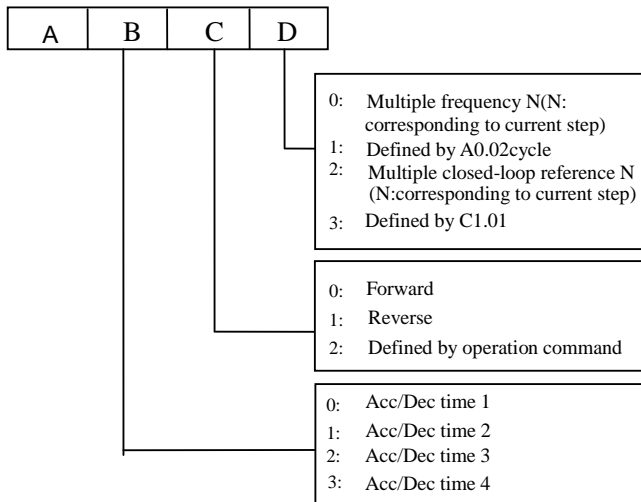 A B C D
0: Multiple frequency N(N:
corresponding to current step)
1: Defined by A0.02cycle
2: Multiple closed-loop reference N
(N:corresponding to current step)
3: Defined by C1.01
0: Forward
1: Reverse
2: Defined by operation command
0: Acc/Dec time 1
1: Acc/Dec time 2
2: Acc/Dec time 3
3: Acc/Dec time 4